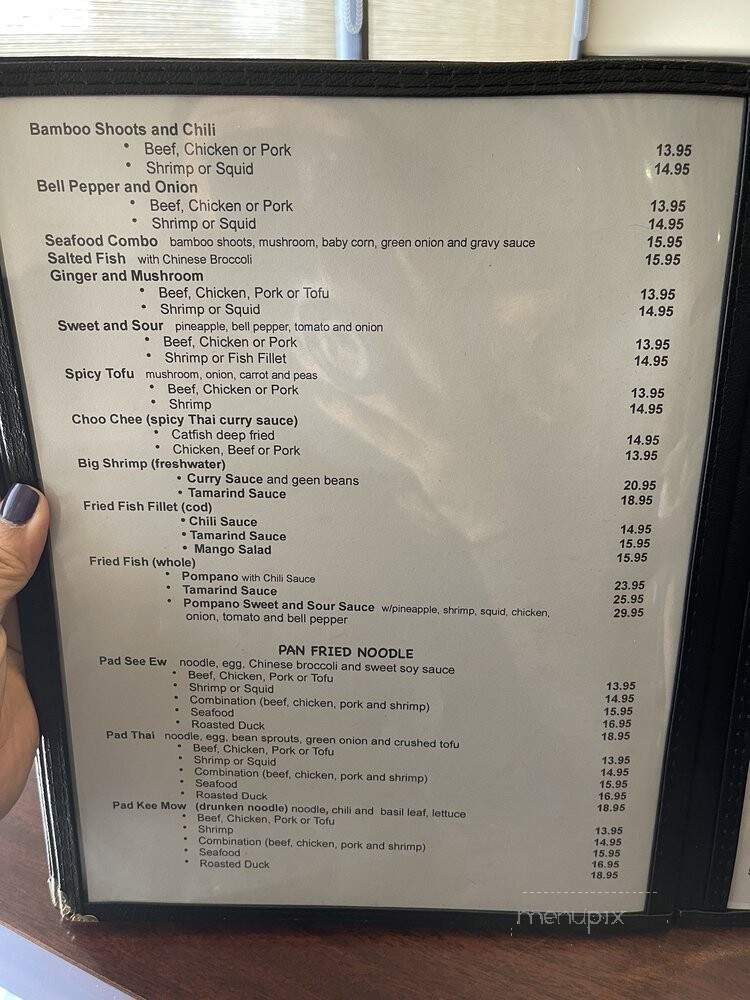 Bamboo Shoots and Chili
• Beef, Chicken or Pork 13.95
• Shrimp or Squid 14.95
Bell Pepper and Onion
• Beef, Chicken or Pork 13.95
• Shrimp or Squid 14.95
Seafood Combo bamboo shoots, mushroom, baby corn, green onion and gravy sauce 15.95
Salted Fish with Chinese Broccoli 15.95
Ginger and Mushroom
• Beef, Chicken, Pork or Tofu 13.95
• Shrimp or Squid 14.95
Sweet and Sour pineapple, bell pepper, tomato and onion
• Beef, Chicken or Pork 13.95
• Shrimp or Fish Fillet 14.95
Spicy Tofu mushroom, onion, carrot and peas
• Beef, Chicken or Pork 13.95
• Shrimp 14.95
Choo Chee (spicy Thai curry sauce)
• Catfish deep fried 14.95
• Chicken, Beef or Pork 13.95
Big Shrimp (freshwater)
• Curry Sauce and geen beans 20.95
• Tamarind Sauce 18.95
Fried Fish Fillet (cod)
• Chili Sauce 14.95
• Tamarind Sauce 15.95
• Mango Salad 15.95
Fried Fish (whole)
• Pompano with Chili Sauce 23.95
• Tamarind Sauce 25.95
• Pompano Sweet and Sour Sauce w/pineapple, shrimp, squid, chicken, 29.95
onion, tomato and bell pepper
PAN FRIED NOODLE
Pad See Ew noodle, egg, Chinese broccoli and sweet soy sauce
• Beef, Chicken, Pork or Tofu 13.95
• Shrimp or Squid 14.95
• Combination (beef, chicken, pork and shrimp) 15.95
• Seafood 16.95
• Roasted Duck 18.95
Pad Thai noodle, egg, bean sprouts, green onion and crushed tofu
• Beef, Chicken, Pork or Tofu 13.95
• Shrimp or Squid 14.95
• Combination (beef, chicken, pork and shrimp) 15.95
• Seafood 16.95
• Roasted Duck 18.95
Pad Kee Mow (drunken noodle) noodle, chili and basil leaf, lettuce
• Beef, Chicken, Pork or Tofu 13.95
• Shrimp 14.95
• Combination (beef, chicken, pork and shrimp) 15.95
• Seafood 16.95
• Roasted Duck 18.95
menupix